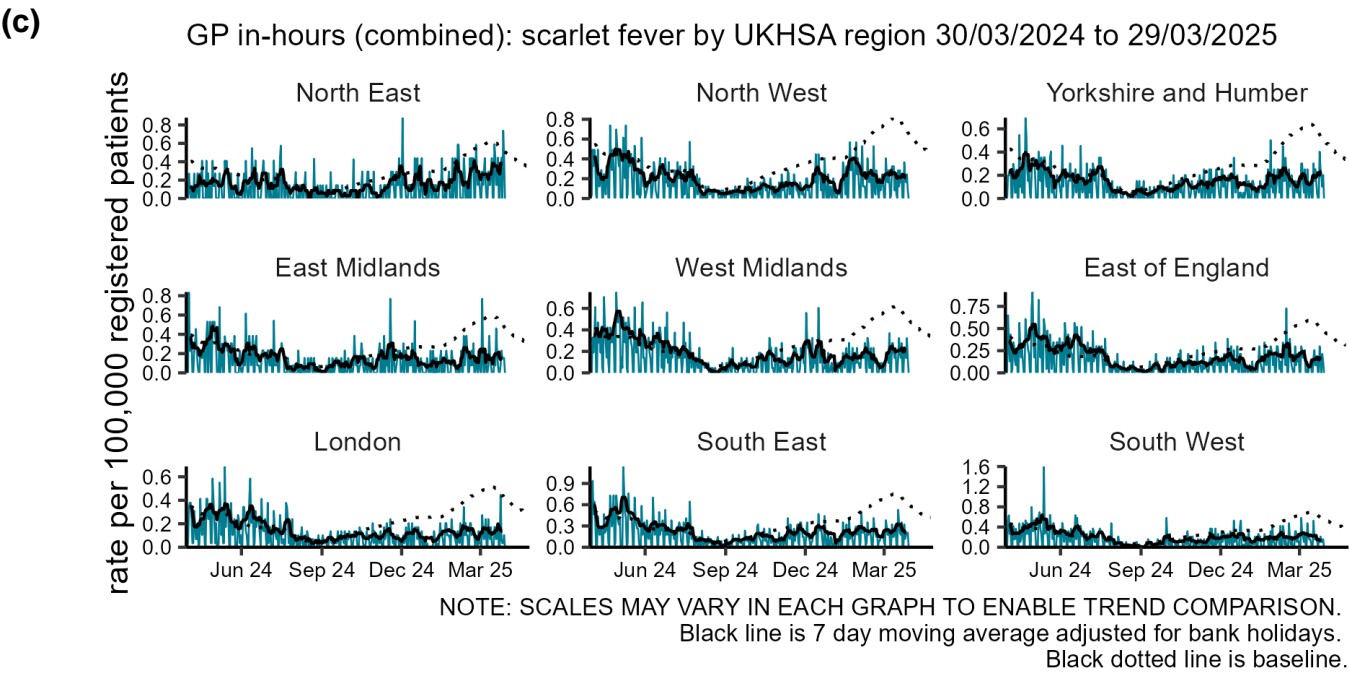 (c)
GP in-hours (combined): scarlet fever by UKHSA region 30/03/2024 to 29/03/2025
rate per 100,000 registered patients
North East
0.8
0.6
0.4
0.2
0.0
North West
0.8
0.6
0.4
0.2
0.0
Yorkshire and Humber
0.6
0.4
0.2
0.0
East Midlands
0.8
0.6
0.4
0.2
0.0
West Midlands
0.6
0.4
0.2
0.0
East of England
0.75
0.50
0.25
0.00
London
0.6
0.4
0.2
0.0
Jun 24 Sep 24 Dec 24 Mar 25
South East
0.9
0.6
0.3
0.0
Jun 24 Sep 24 Dec 24 Mar 25
South West
1.6
1.2
0.8
0.4
0.0
Jun 24 Sep 24 Dec 24 Mar 25
NOTE: SCALES MAY VARY IN EACH GRAPH TO ENABLE TREND COMPARISON.
Black line is 7 day moving average adjusted for bank holidays.
Black dotted line is baseline.